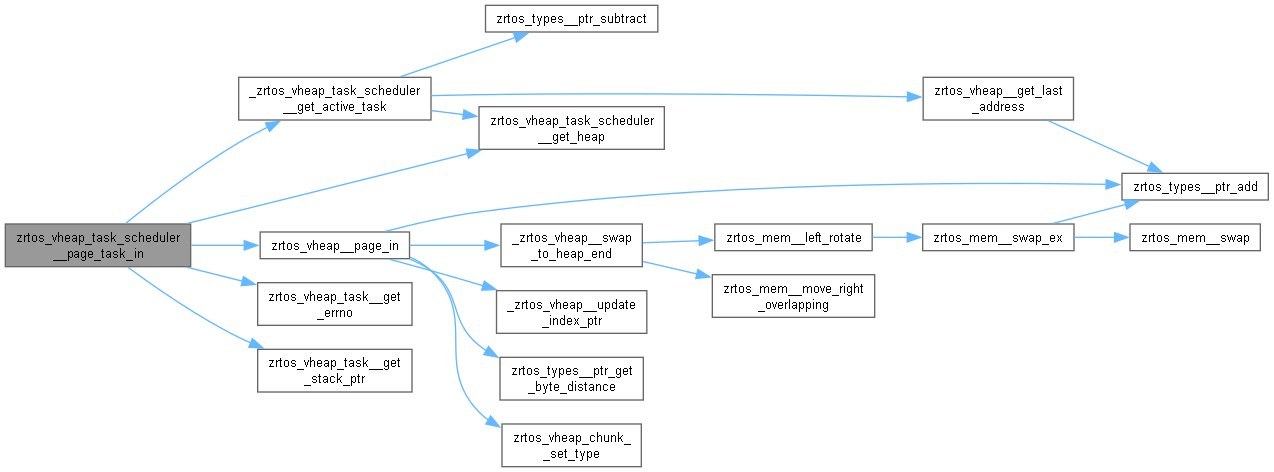 zrtos_types__ptr_subtract
_zrtos_vheap_task_scheduler
__get_active_task
zrtos_vheap__get_last
_address
zrtos_vheap_task_scheduler
__get_heap
zrtos_types__ptr_add
zrtos_vheap_task_scheduler
__page_task_in
zrtos_vheap__page_in
_zrtos_vheap__swap
_to_heap_end
zrtos_mem__left_rotate
zrtos_mem__swap_ex
zrtos_mem__swap
zrtos_vheap_task__get
_errno
_zrtos_vheap__update
_index_ptr
zrtos_mem__move_right
_overlapping
zrtos_vheap_task__get
_stack_ptr
zrtos_types__ptr_get
_byte_distance
zrtos_vheap_chunk_
_set_type